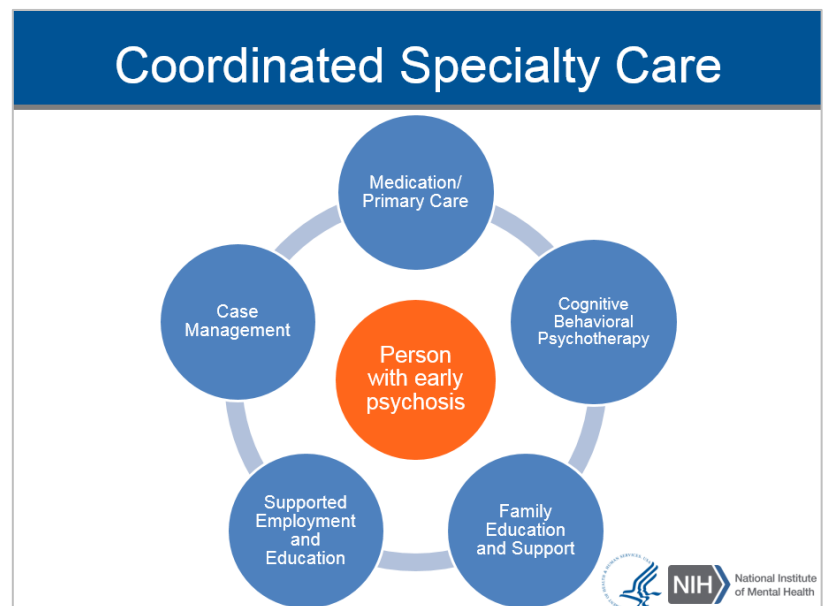 Coordinated Specialty Care
Medication/
Primary Care
Cognitive
Behavioral
Psychotherapy
Family
Education
and Support
Supported
Employment
and
Education
Case
Management
Person
with early
psychosis
NIH
National Institute
of Mental Health